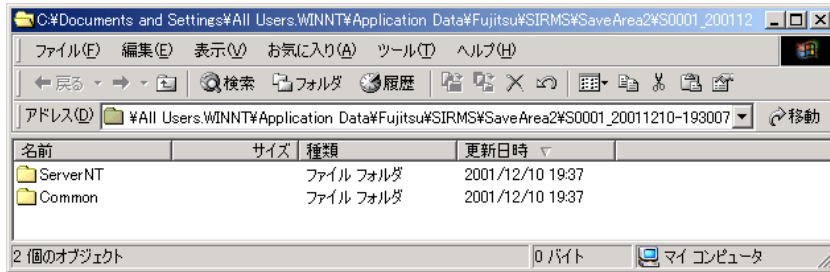 C:¥Documents and Settings¥All Users.WINNT¥Application Data¥Fujitsu¥SIRMS¥SaveArea2¥S0001_200112
ファイル(F) 編集(E) 表示(V) お気に入り(A) ツール(T) ヘルプ(H)
戻る 検索 フォルダ 履歴
アドレス(D) ¥All Users.WINNT¥Application Data¥Fujitsu¥SIRMS¥SaveArea2¥S0001_20011210-193007 移動
名前 サイズ 種類 更新日時
ServerNT ファイル フォルダ 2001/12/10 19:37
Common ファイル フォルダ 2001/12/10 19:37
2 個のオブジェクト 0 バイト マイ コンピュータ